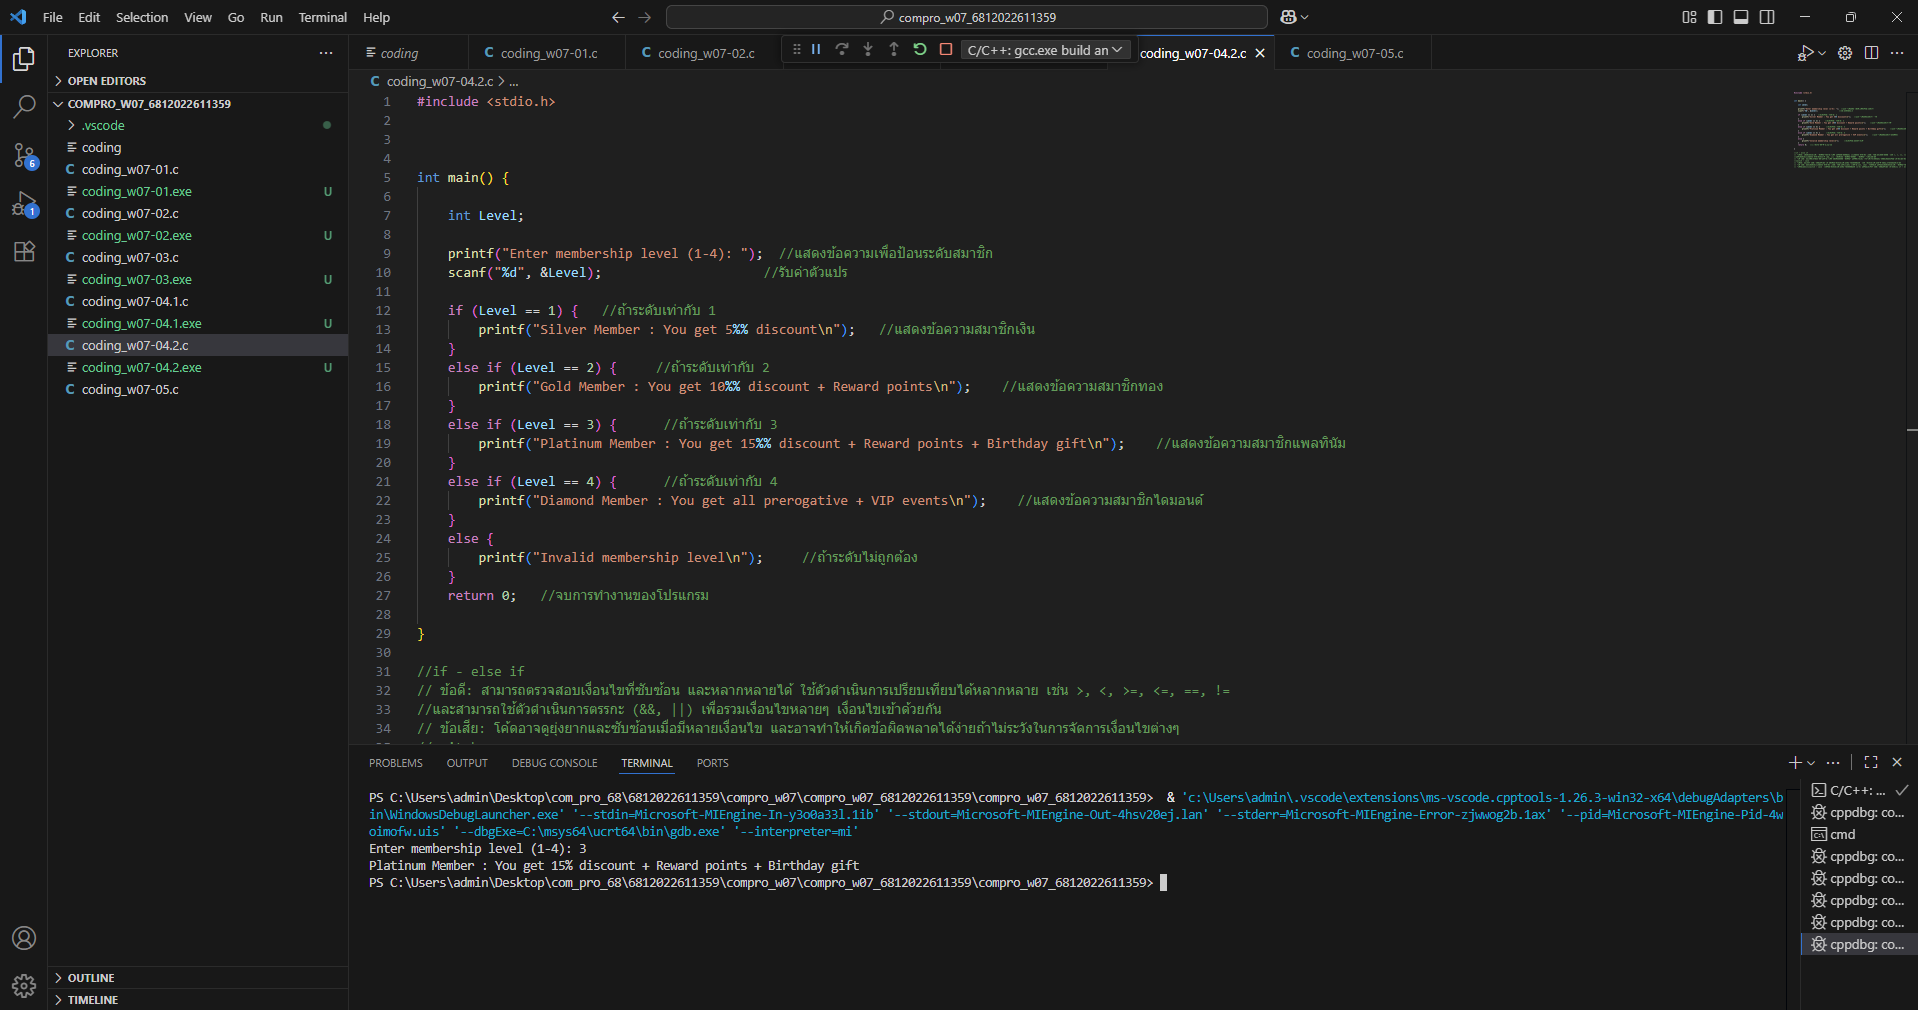 File Edit Selection View Go Run Terminal Help
compro_w07_6812022611359
EXPLORER
OPEN EDITORS
COMPRO_W07_6812022611359
.vscode
coding
coding_w07-01.c
coding_w07-01.exe U
coding_w07-02.c
coding_w07-02.exe U
coding_w07-03.c
coding_w07-03.exe U
coding_w07-04.1.c
coding_w07-04.1.exe U
coding_w07-04.2.c
coding_w07-04.2.exe U
coding_w07-05.c
OUTLINE
TIMELINE
6
1
coding coding_w07-01.c coding_w07-02.c C/C++: gcc.exe build an coding_w07-04.2.c coding_w07-05.c
coding_w07-04.2.c > ...
1 #include <stdio.h>
2
3
4
5 int main() {
6
7 int Level;
8
9 printf("Enter membership level (1-4): "); //แสดงข้อความเพื่อป้อนระดับสมาชิก
10 scanf("%d", &Level); //รับค่าตัวแปร
11
12 if (Level == 1) { //ถ้าระดับเท่ากับ 1
13 printf("Silver Member : You get 5%% discount\n"); //แสดงข้อความสมาชิกเงิน
14 }
15 else if (Level == 2) { //ถ้าระดับเท่ากับ 2
16 printf("Gold Member : You get 10%% discount + Reward points\n"); //แสดงข้อความสมาชิกทอง
17 }
18 else if (Level == 3) { //ถ้าระดับเท่ากับ 3
19 printf("Platinum Member : You get 15%% discount + Reward points + Birthday gift\n"); //แสดงข้อความสมาชิกแพลทินัม
20 }
21 else if (Level == 4) { //ถ้าระดับเท่ากับ 4
22 printf("Diamond Member : You get all prerogative + VIP events\n"); //แสดงข้อความสมาชิกไดมอนด์
23 }
24 else {
25 printf("Invalid membership level\n"); //ถ้าระดับไม่ถูกต้อง
26 }
27 return 0; //จบการทำงานของโปรแกรม
28
29 }
30
31 //if - else if
32 // ข้อดี: สามารถตรวจสอบเงื่อนไขที่ซับซ้อน และหลากหลายได้ ใช้ตัวดำเนินการเปรียบเทียบได้หลากหลาย เช่น >, <, >=, <=, ==, !=
33 //และสามารถใช้ตัวดำเนินการตรรกะ (&&, ||) เพื่อรวมเงื่อนไขหลายๆ เงื่อนไขเข้าด้วยกัน
34 // ข้อเสีย: โค้ดอาจดูยุ่งยากและซับซ้อนเมื่อมีหลายเงื่อนไข และอาจทำให้เกิดข้อผิดพลาดได้ง่ายถ้าไม่ระวังในการจัดการเงื่อนไขต่างๆ
PROBLEMS OUTPUT DEBUG CONSOLE TERMINAL PORTS
PS C:\Users\admin\Desktop\com_pro_68\6812022611359\compro_w07\compro_w07_6812022611359\compro_w07_6812022611359> & 'c:\Users\admin\.vscode\extensions\ms-vscode.cpptools-1.26.3-win32-x64\debugAdapters\b
in\WindowsDebugLauncher.exe' '--stdin=Microsoft-MIEngine-In-y3o0a33l.1ib' '--stdout=Microsoft-MIEngine-Out-4hsv20ej.lan' '--stderr=Microsoft-MIEngine-Error-zjwwog2b.1ax' '--pid=Microsoft-MIEngine-Pid-4w
oimofw.uis' '--dbgExe=C:\msys64\ucrt64\bin\gdb.exe' '--interpreter=mi'
Enter membership level (1-4): 3
Platinum Member : You get 15% discount + Reward points + Birthday gift
PS C:\Users\admin\Desktop\com_pro_68\6812022611359\compro_w07\compro_w07_6812022611359\compro_w07_6812022611359>
C/C++: ...
cppdbg: co...
cmd
cppdbg: co...
cppdbg: co...
cppdbg: co...
cppdbg: co...
cppdbg: co...